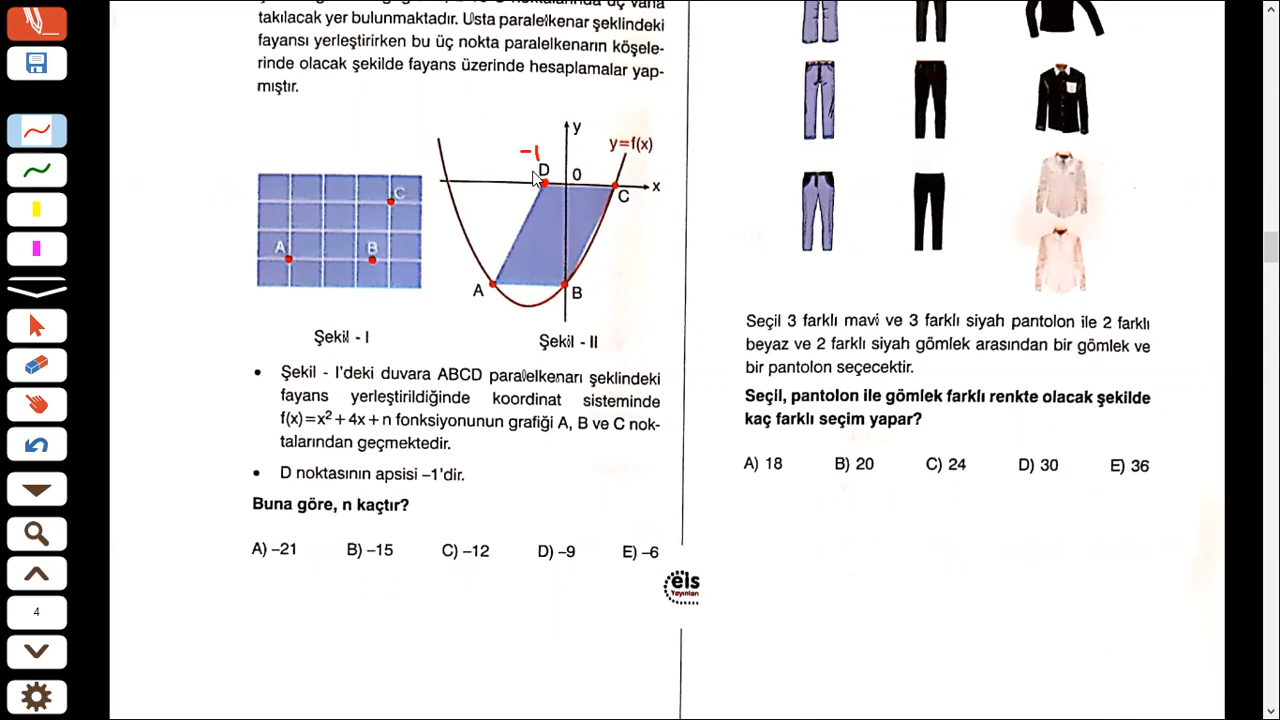 takılacak yer bulunmaktadır. Usta paralelkenar şeklindeki
fayansı yerleştirirken bu üç nokta paralelkenarın köşele-
rinde olacak şekilde fayans üzerinde hesaplamalar yap-
mıştır.
A
B
C
Şekil - I
y
y=f(x)
-1
D
0
x
C
A
B
Şekil - II
• Şekil - I'deki duvara ABCD paralelkenarı şeklindeki
fayans yerleştirildiğinde koordinat sisteminde
f(x)=x² + 4x + n fonksiyonunun grafiği A, B ve C nok-
talarından geçmektedir.
• D noktasının apsisi –1'dir.
Buna göre, n kaçtır?
A) –21 B) –15 C) –12 D) –9 E) –6
Seçil 3 farklı mavi ve 3 farklı siyah pantolon ile 2 farklı
beyaz ve 2 farklı siyah gömlek arasından bir gömlek ve
bir pantolon seçecektir.
Seçil, pantolon ile gömlek farklı renkte olacak şekilde
kaç farklı seçim yapar?
A) 18 B) 20 C) 24 D) 30 E) 36
eis
Yayınları
4